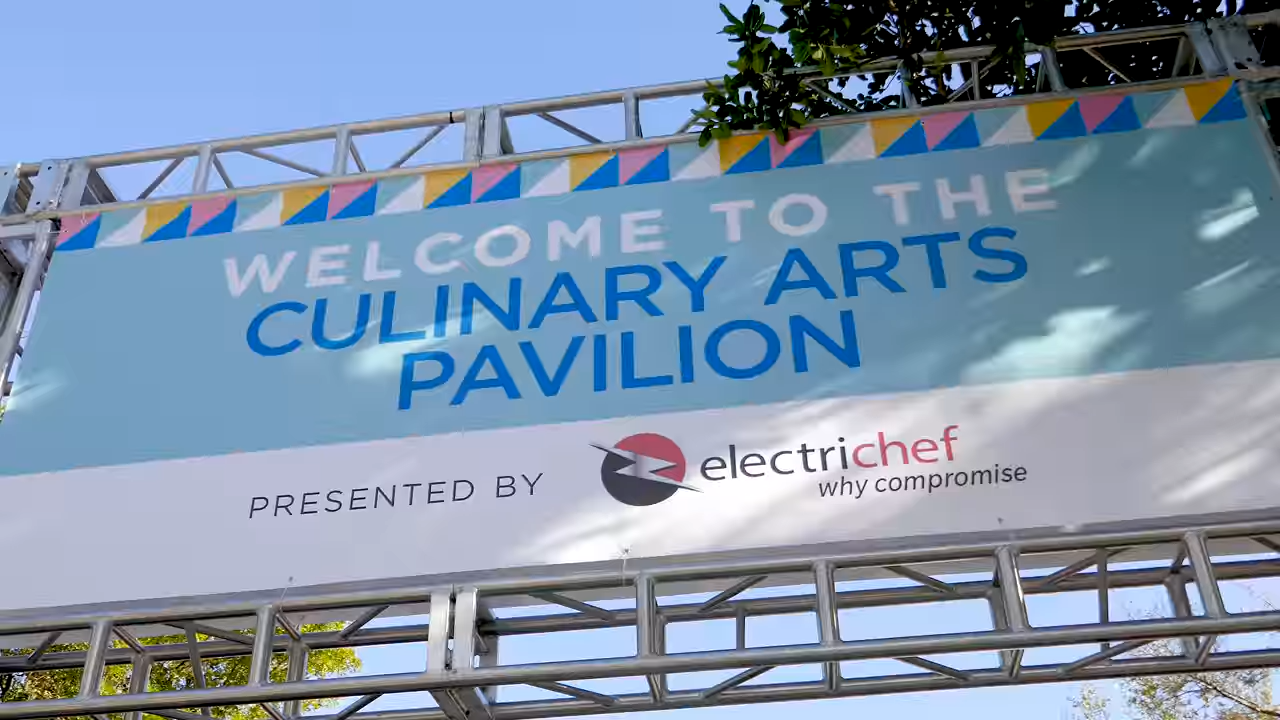 WELCOME TO THE
CULINARY ARTS
PAVILION
PRESENTED BY electrichef
why compromise